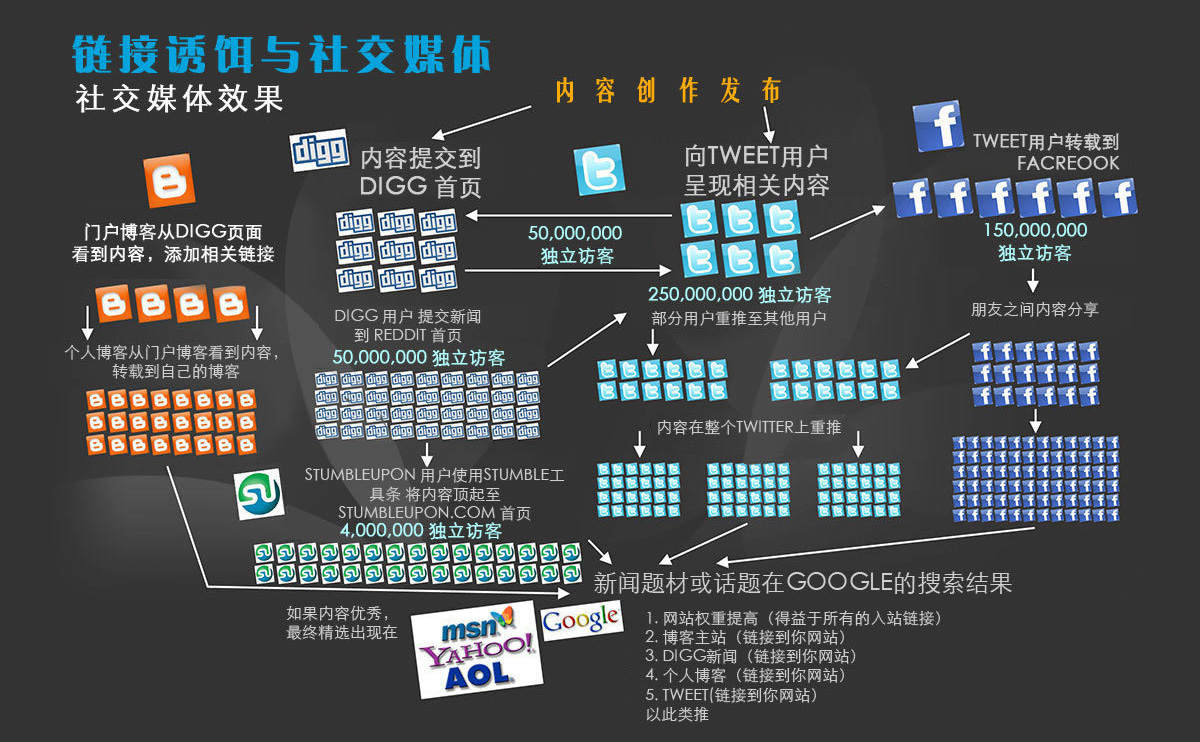 链接诱饵与社交媒体
社交媒体效果
内容创作发布
digg
内容提交到
DIGG 首页
向TWEET用户
呈现相关内容
TWEET用户转载到
FACREOOK
门户博客从DIGG页面
看到内容，添加相关链接
50,000,000
独立访客
150,000,000
独立访客
250,000,000 独立访客
部分用户重推至其他用户
朋友之间内容分享
DIGG 用户 提交新闻
到 REDDIT 首页
50,000,000 独立访客
个人博客从门户博客看到内容，
转载到自己的博客
内容在整个TWITTER上重推
STUMBLEUPON 用户使用STUMBLE工
具条 将内容顶起至
STUMBLEUPON.COM 首页
4,000,000 独立访客
新闻题材或话题在GOOGLE的搜索结果
如果内容优秀，
最终精选出现在
msn
YAHOO!
AOL
Google
1. 网站权重提高（得益于所有的入站链接）
2. 博客主站（链接到你网站）
3. DIGG新闻（链接到你网站）
4. 个人博客（链接到你网站）
5. TWEET(链接到你网站）
以此类推